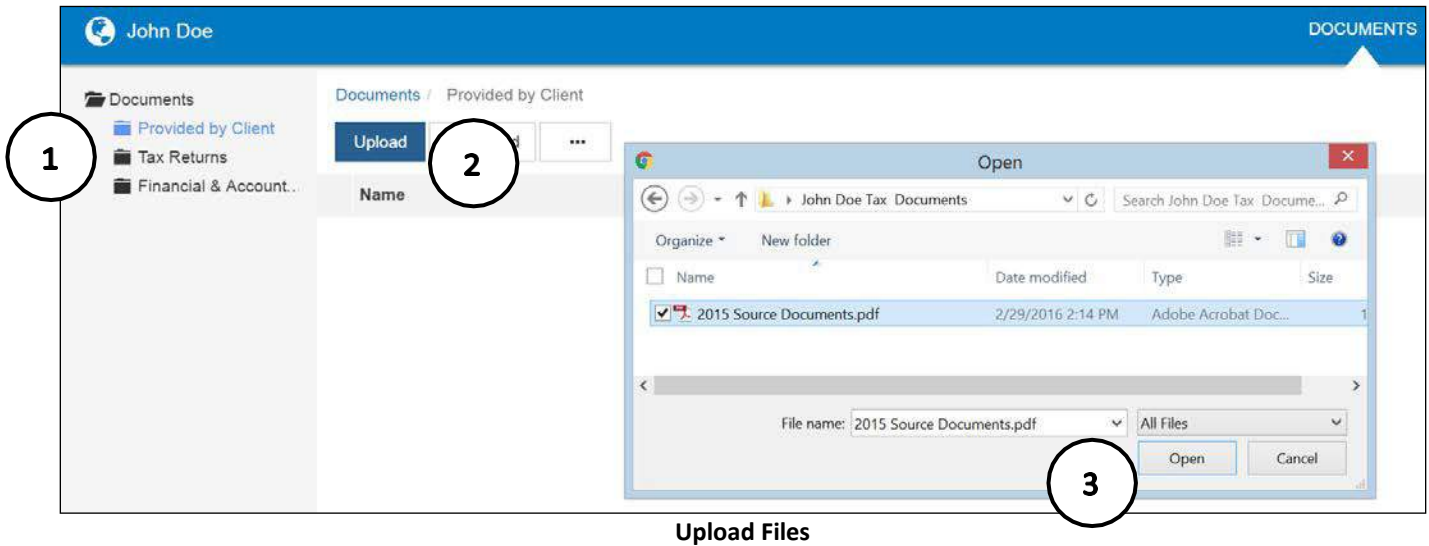 John Doe
DOCUMENTS
Documents
Provided by Client
Tax Returns
Financial & Account..
1
Documents / Provided by Client
Upload
2
d
...
Name
Open
John Doe Tax Documents
Search John Doe Tax Docume...
Organize
New folder
Name
Date modified
Type
Size
2015 Source Documents.pdf
2/29/2016 2:14 PM
Adobe Acrobat Doc...
1
File name: 2015 Source Documents.pdf
All Files
Open
Cancel
3
Upload Files